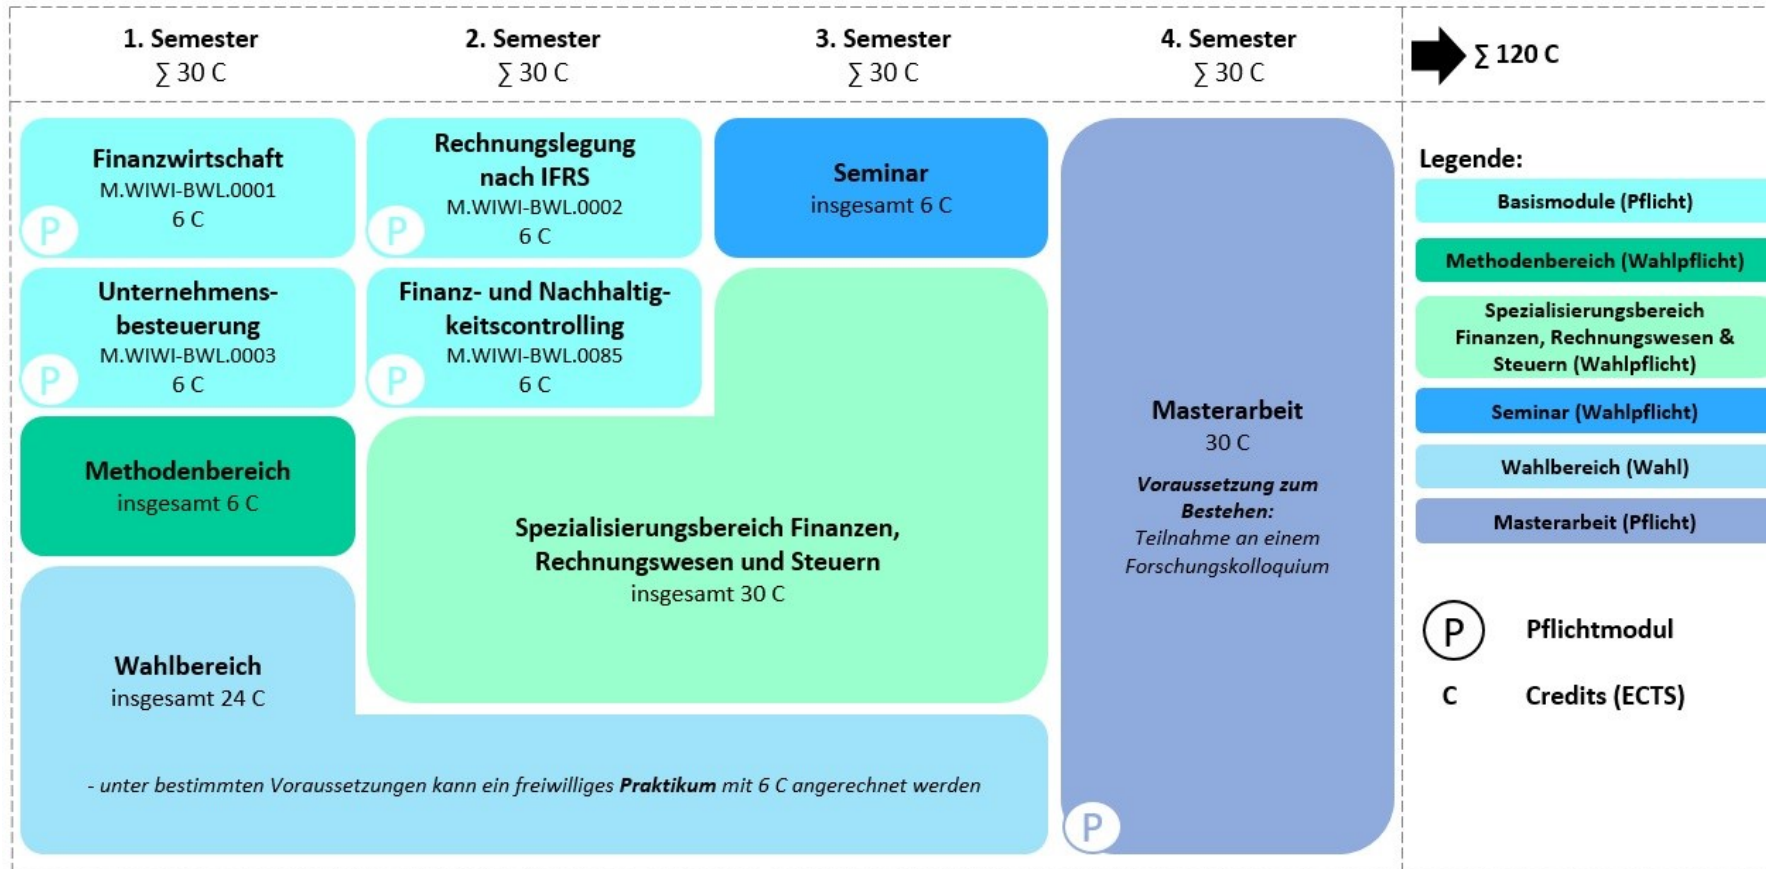 1. Semester
∑ 30 C
2. Semester
∑ 30 C
3. Semester
∑ 30 C
4. Semester
∑ 30 C
∑ 120 C
Finanzwirtschaft
M.WIWI-BWL.0001
6 C
P
Rechnungslegung
nach IFRS
M.WIWI-BWL.0002
6 C
P
Seminar
insgesamt 6 C
Unternehmens-
besteuerung
M.WIWI-BWL.0003
6 C
P
Finanz- und Nachhaltig-
keitscontrolling
M.WIWI-BWL.0085
6 C
P
Methodenbereich
insgesamt 6 C
Spezialisierungsbereich Finanzen,
Rechnungswesen und Steuern
insgesamt 30 C
Wahlbereich
insgesamt 24 C
- unter bestimmten Voraussetzungen kann ein freiwilliges Praktikum mit 6 C angerechnet werden
Masterarbeit
30 C
Voraussetzung zum
Bestehen:
Teilnahme an einem
Forschungskolloquium
P
Legende:
Basismodule (Pflicht)
Methodenbereich (Wahlpflicht)
Spezialisierungsbereich
Finanzen, Rechnungswesen &
Steuern (Wahlpflicht)
Seminar (Wahlpflicht)
Wahlbereich (Wahl)
Masterarbeit (Pflicht)
P Pflichtmodul
C Credits (ECTS)